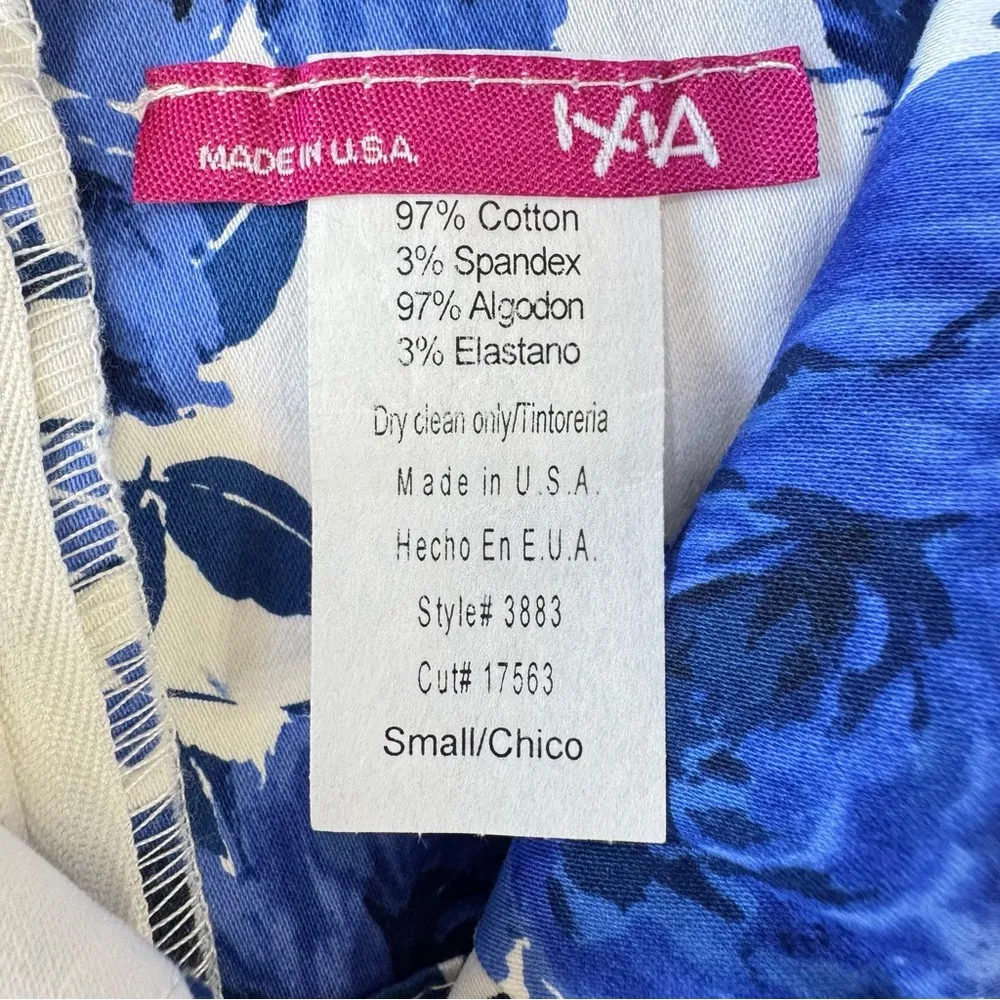 MADE IN U.S.A. IXiA
97% Cotton
3% Spandex
97% Algodon
3% Elastano
Dry clean only/Tintoreria
Made in U.S.A.
Hecho En E.U.A.
Style# 3883
Cut# 17563
Small/Chico